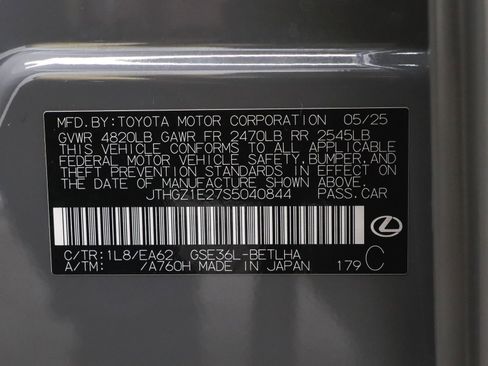 MFD.BY:TOYOTA MOTOR CORPORATION 05/25
GVWR 4820LB GAWR FR 2470LB RR 2545LB
THIS VEHICLE CONFORMS TO ALL APPLICABLE
FEDERAL MOTOR VEHICLE SAFETY,BUMPER,AND
THEFT PREVENTION STANDARDS IN EFFECT ON
THE DATE OF MANUFACTURE SHOWN ABOVE.
JTHGZ1E27S5040844 PASS.CAR
C/TR:1L8/EA62 GSE36L-BETLHA
A/TM: /A760H MADE IN JAPAN 179 C